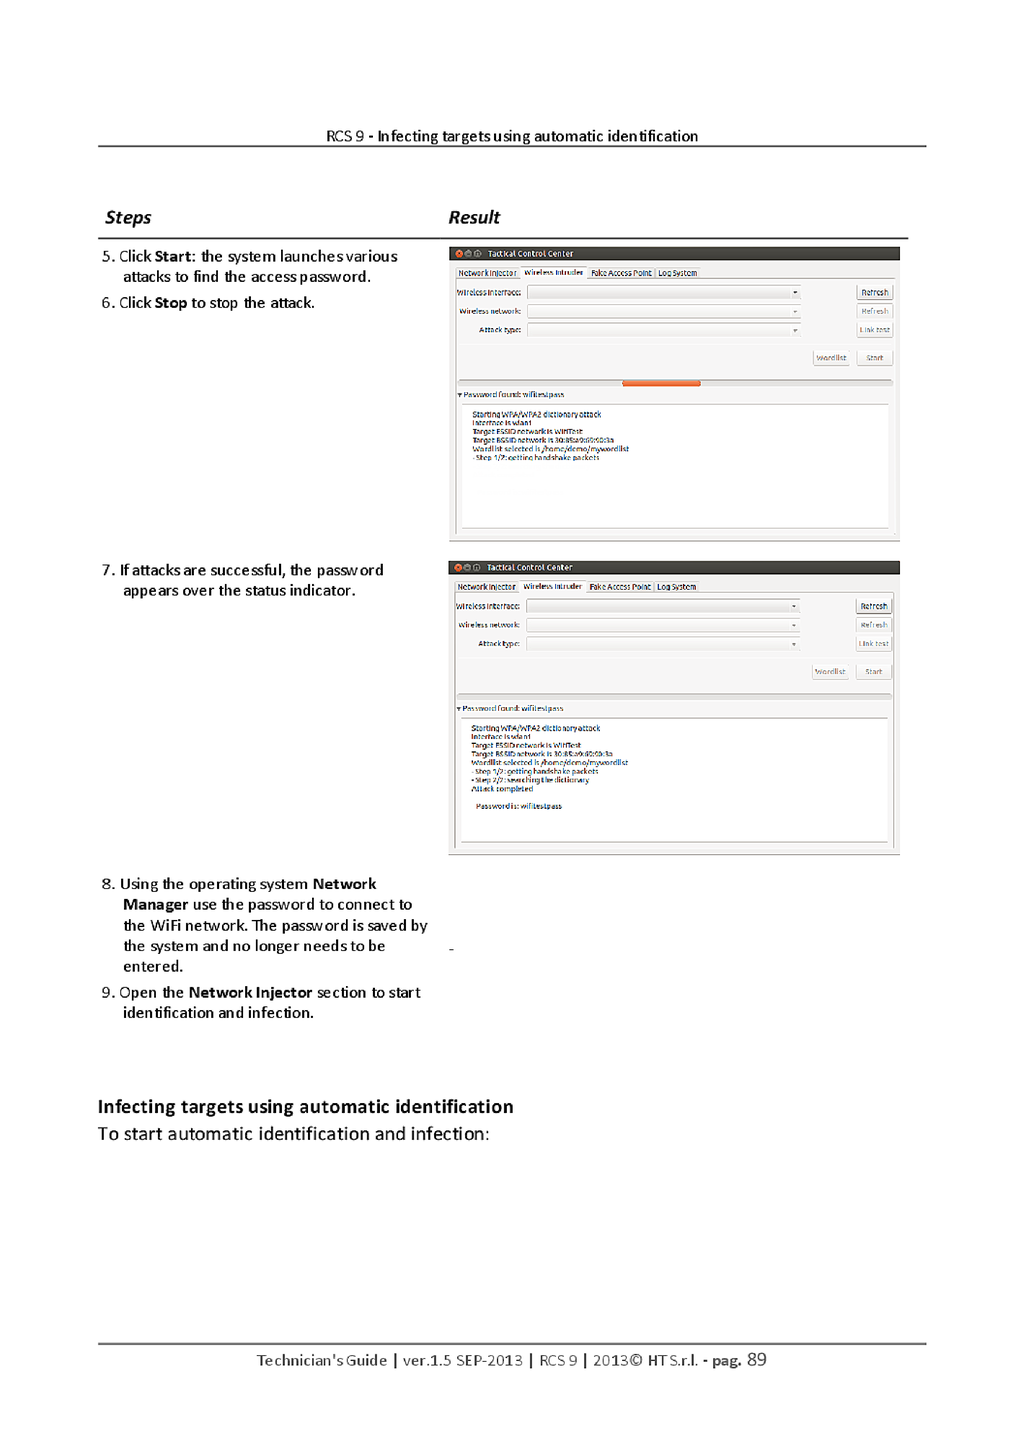 RCS 9 - Infecting targets using automatic identification
Steps
Result
5. Click Start: the system launches various
attacks to find the access password.
6. Click Stop to stop the attack.
Tactical Control Center
Network Injector Wireless Intruder Fake Access Point Log System
Wireless interface: Refresh
Wireless network: Refresh
Attack type: Link test
Wordlist Start
Password found: wifitestpass
Starting WPA/WPA2 dictionary attack
Interface is wlan1
Target ESSID network is WifiTest
Target BSSID network is
Wordlist selected is /home/demo/mywordlist
- Step 1/2: getting handshake packets
7. If attacks are successful, the password
appears over the status indicator.
Tactical Control Center
Network Injector Wireless Intruder Fake Access Point Log System
Wireless interface: Refresh
Wireless network: Refresh
Attack type: Link test
Wordlist Start
Password found: wifitestpass
Starting WPA/WPA2 dictionary attack
Interface is wlan1
Target ESSID network is WifiTest
Target BSSID network is
Wordlist selected is /home/demo/mywordlist
- Step 1/2: getting handshake packets
- Step 2/2: searching the dictionary
Attack completed
Password is: wifitestpass
8. Using the operating system Network
Manager use the password to connect to
the WiFi network. The password is saved by
the system and no longer needs to be
entered.
-
9. Open the Network Injector section to start
identification and infection.
Infecting targets using automatic identification
To start automatic identification and infection:
Technician's Guide | ver.1.5 SEP-2013 | RCS 9 | 2013© HT S.r.l. - pag. 89